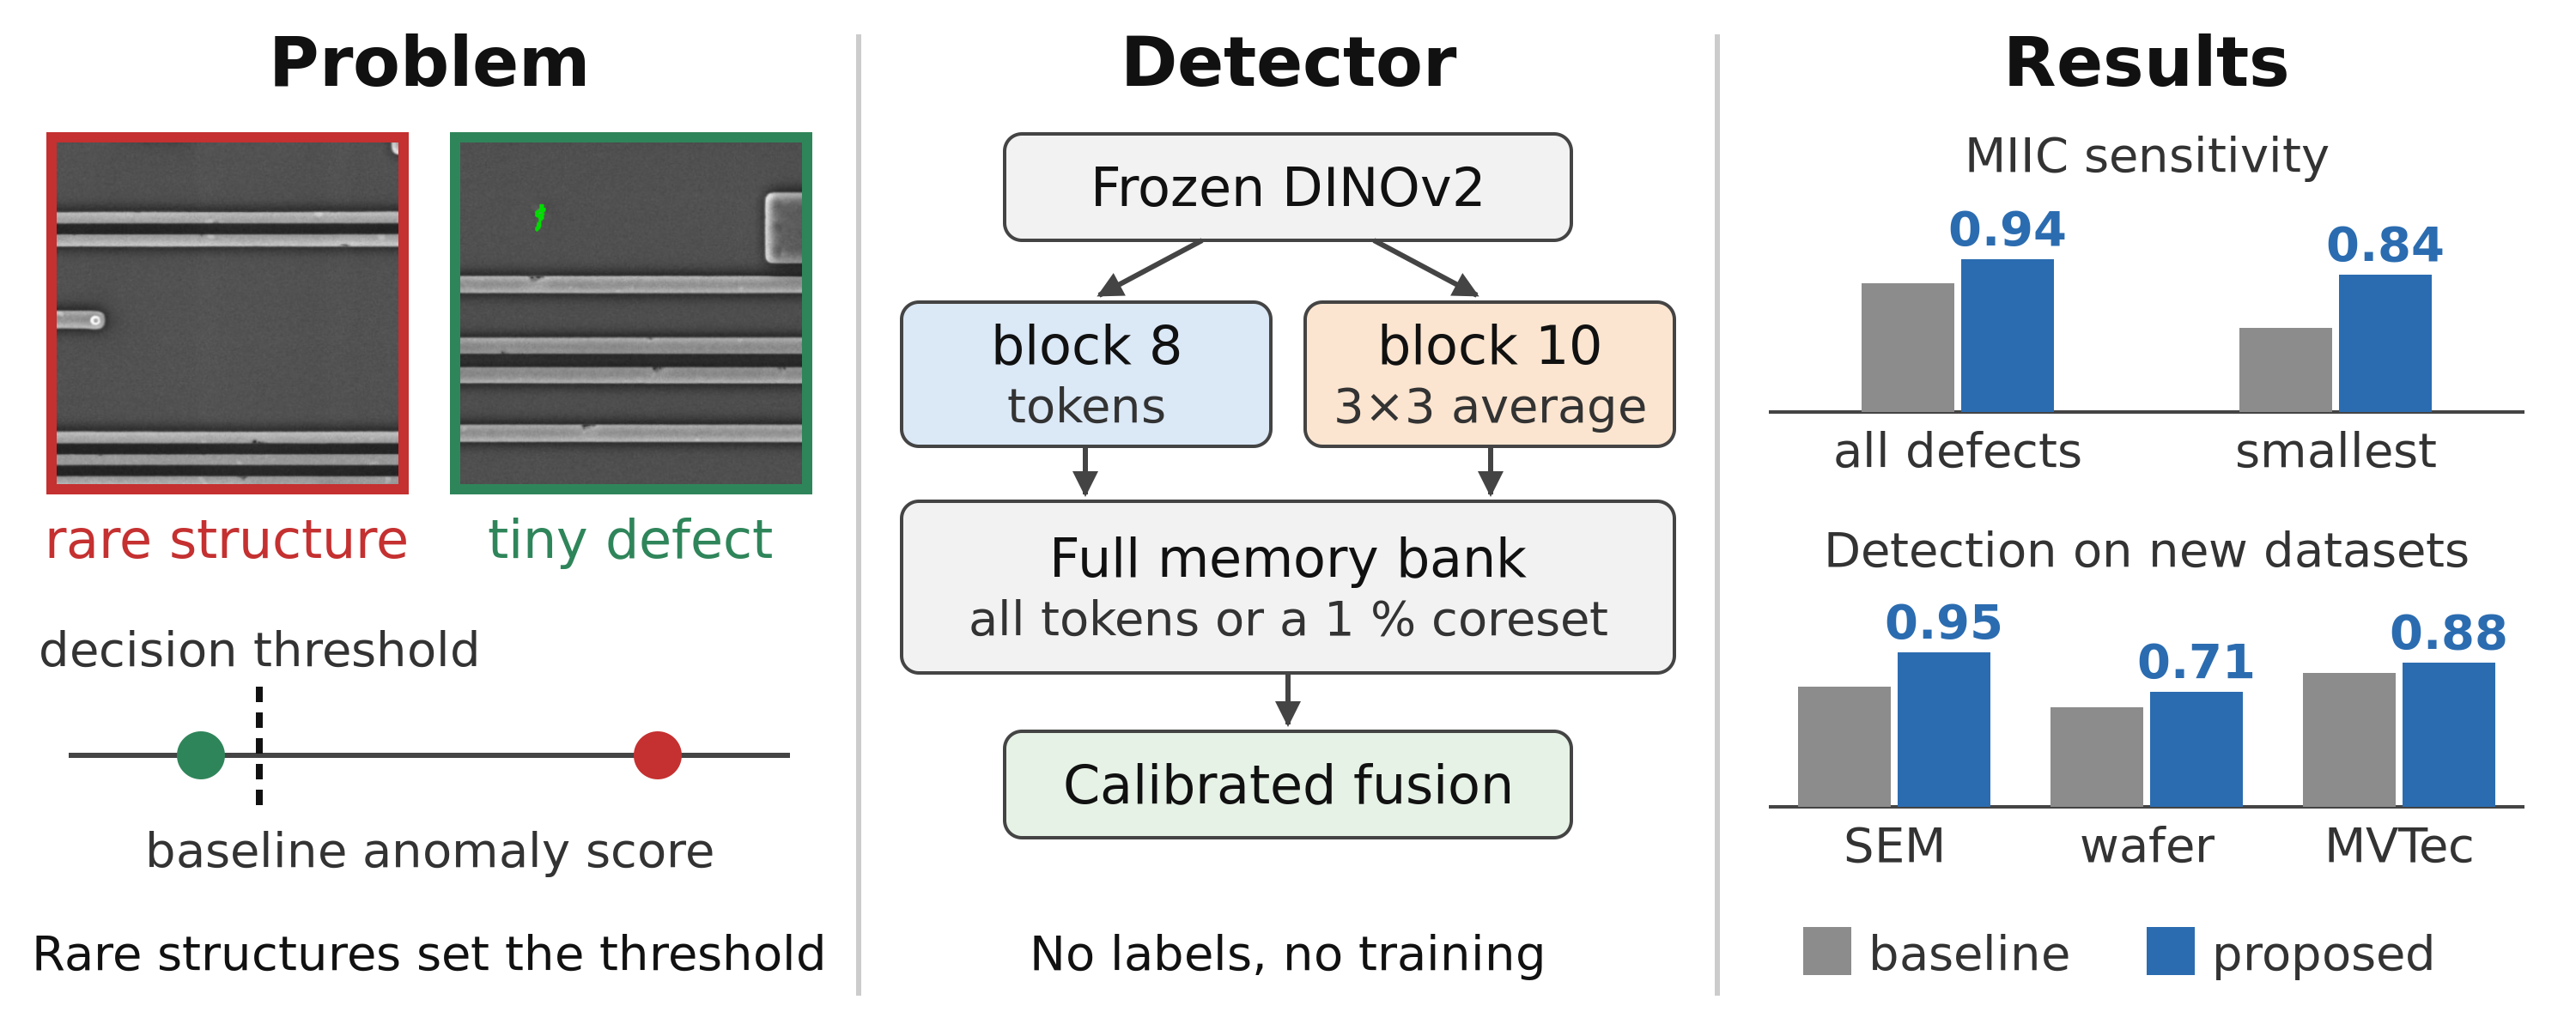 Problem
rare structure
tiny defect
decision threshold
baseline anomaly score
Rare structures set the threshold
Detector
Frozen DINOv2
block 8
tokens
block 10
3×3 average
Full memory bank
all tokens or a 1 % coreset
Calibrated fusion
No labels, no training
Results
MIIC sensitivity
0.94
0.84
all defects
smallest
Detection on new datasets
0.95
0.71
0.88
SEM
wafer
MVTec
baseline
proposed